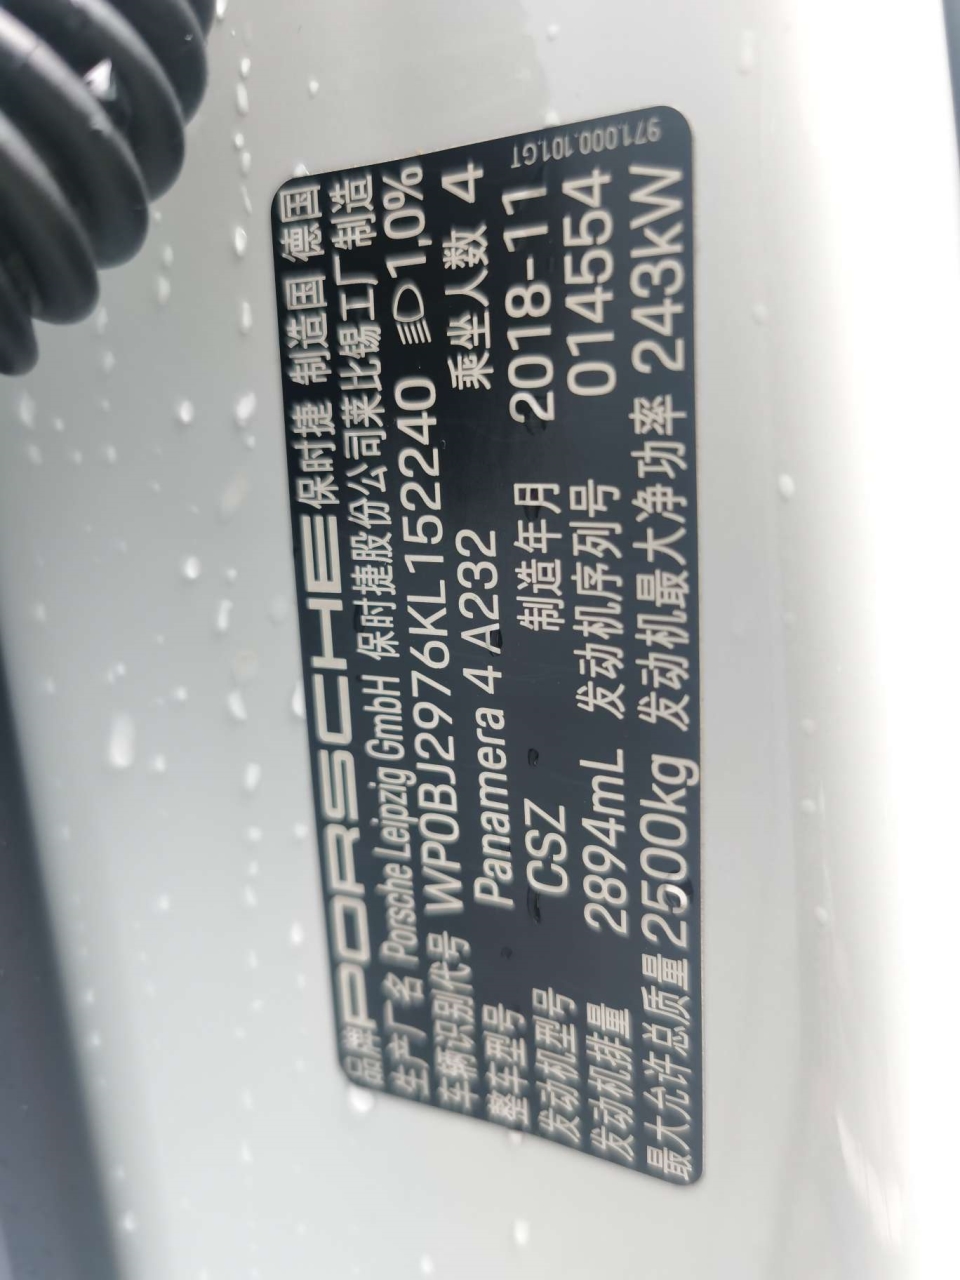 品牌 PORSCHE 保时捷 制造国 德国
生产厂名 Porsche Leipzig GmbH 保时捷股份公司莱比锡工厂制造
车辆识别代号 WP0BJ2976KL152240 1,0%
整车型号 Panamera 4 A232 乘坐人数 4
发动机型号 CSZ 制造年月 2018-11
发动机排量 2894mL 发动机序列号 014554
最大允许总质量 2500kg 发动机最大净功率 243kW
971.000.101.GT